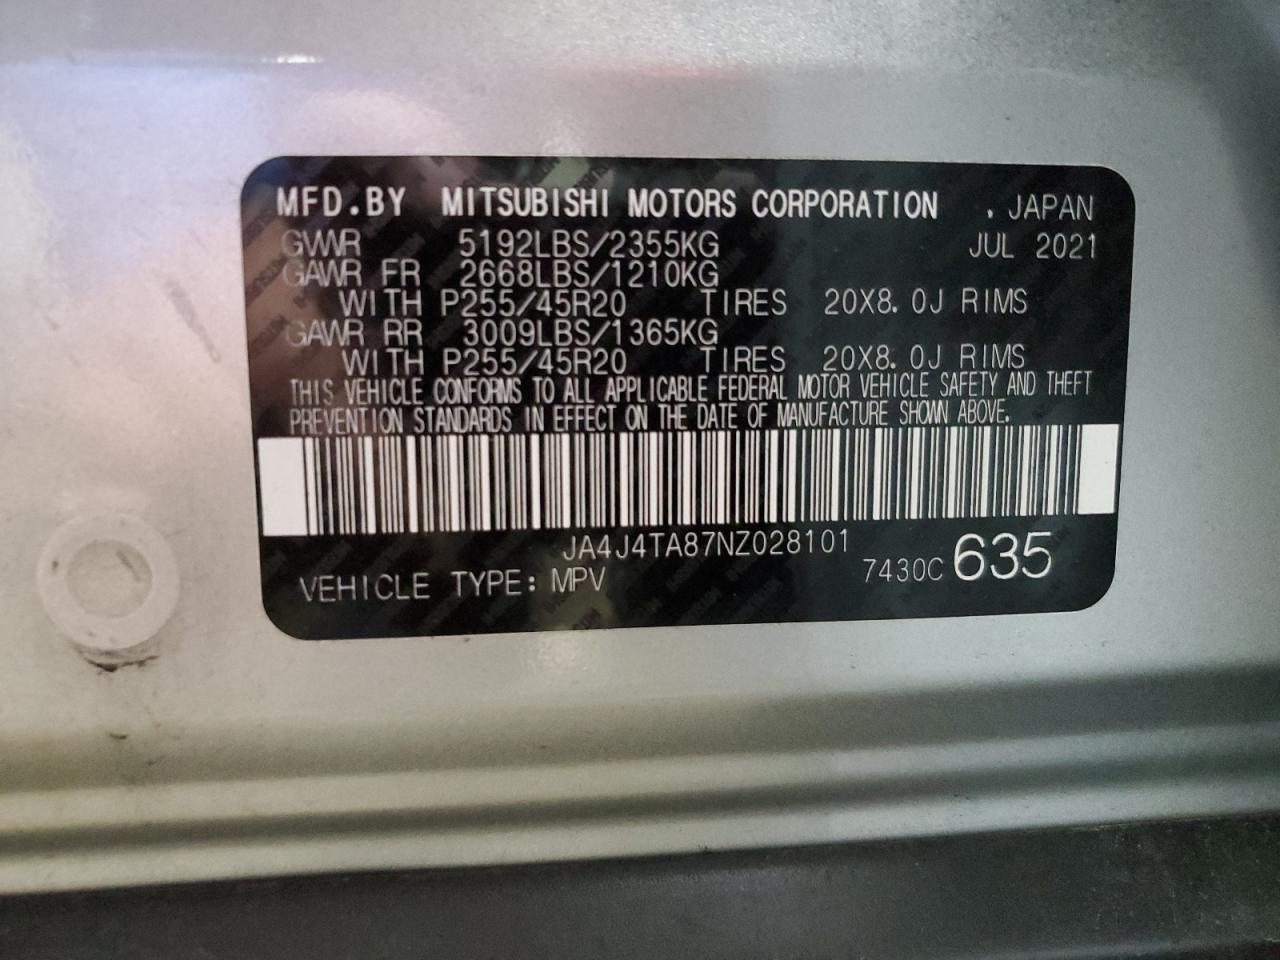 MFD.BY MITSUBISHI MOTORS CORPORATION . JAPAN
GVWR 5192LBS/2355KG JUL 2021
GAWR FR 2668LBS/1210KG
WITH P255/45R20 TIRES 20X8.0J RIMS
GAWR RR 3009LBS/1365KG
WITH P255/45R20 TIRES 20X8.0J RIMS
THIS VEHICLE CONFORMS TO ALL APPLICABLE FEDERAL MOTOR VEHICLE SAFETY AND THEFT
PREVENTION STANDARDS IN EFFECT ON THE DATE OF MANUFACTURE SHOWN ABOVE.
JA4J4TA87NZ028101
VEHICLE TYPE: MPV 7430C 635